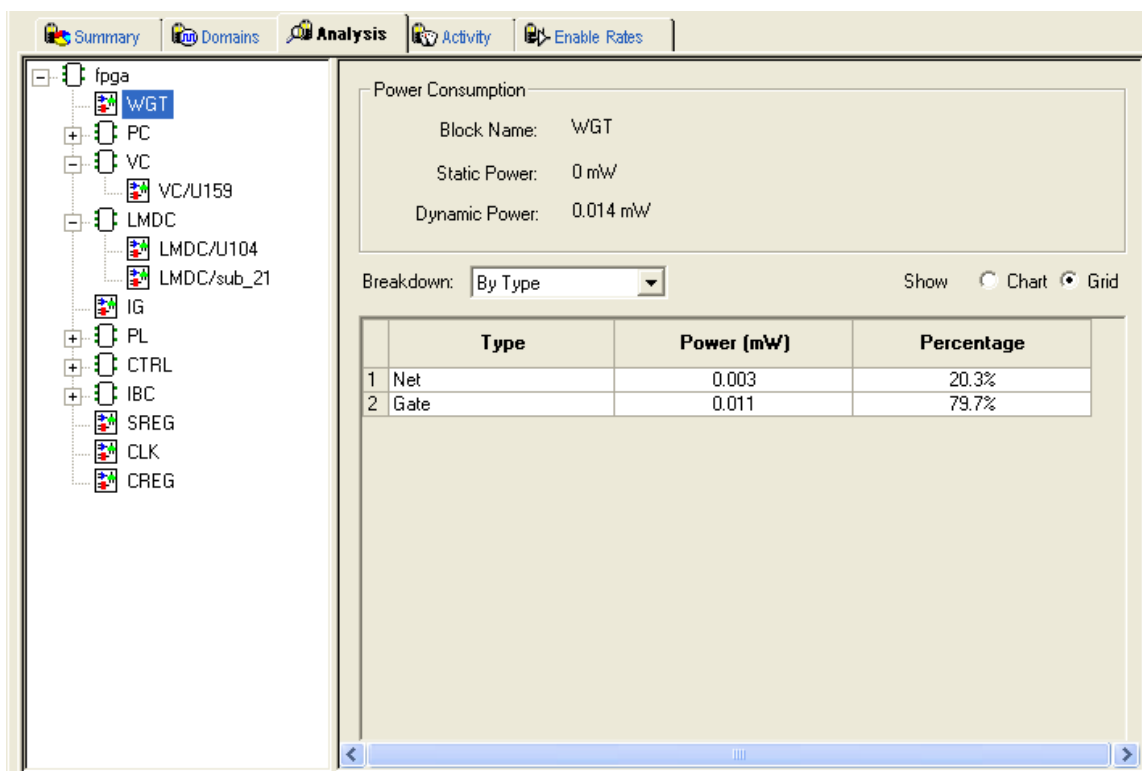 Summary Domains Analysis Activity Enable Rates
fpga
WGT
PC
VC
VC/U159
LMDC
LMDC/U104
LMDC/sub_21
IG
PL
CTRL
IBC
SREG
CLK
CREG
Power Consumption
Block Name: WGT
Static Power: 0 mW
Dynamic Power: 0.014 mW
Breakdown: By Type Show Chart Grid
Type Power (mW) Percentage
1 Net 0.003 20.3%
2 Gate 0.011 79.7%